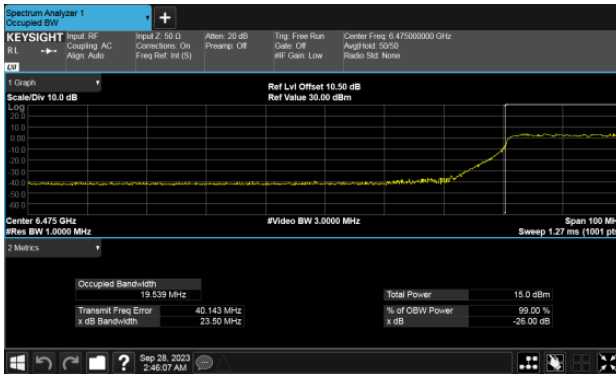 Spectrum Analyzer 1
Occupied BW
KEYSIGHT
RL
Input: RF
Coupling: AC
Align: Auto
Input Z: 50 Ω
Corrections: On
Freq Ref: Int (S)
Atten: 20 dB
Preamp: Off
Trig: Free Run
Gate: Off
#IF Gain: Low
Center Freq: 6.475000000 GHz
Avg|Hold: 50/50
Radio Std: None
LXI
1 Graph
Scale/Div 10.0 dB
Ref Lvl Offset 10.50 dB
Ref Value 30.00 dBm
Log
20.0
10.0
0.00
-10.0
-20.0
-30.0
-40.0
-50.0
-60.0
Center 6.475 GHz
#Video BW 3.0000 MHz
Span 100 MH
#Res BW 1.0000 MHz
Sweep 1.27 ms (1001 pts
2 Metrics
Occupied Bandwidth
19.539 MHz
Total Power 15.0 dBm
Transmit Freq Error 40.143 MHz
% of OBW Power 99.00 %
x dB Bandwidth 23.50 MHz
x dB -26.00 dB
?
Sep 28, 2023
2:46:07 AM